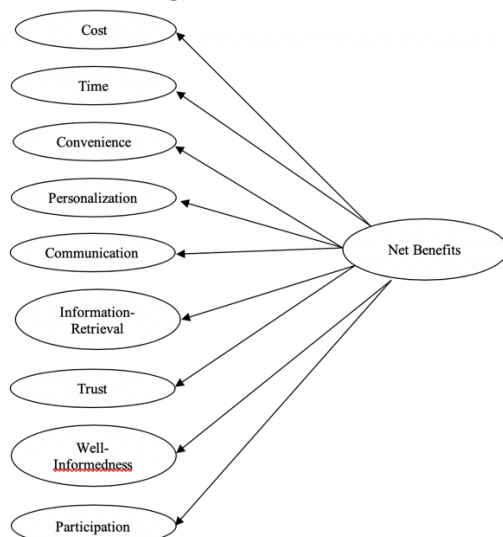 Cost
Time
Convenience
Personalization
Communication
Net Benefits
Information-
Retrieval
Trust
Well-
Informedness
Participation